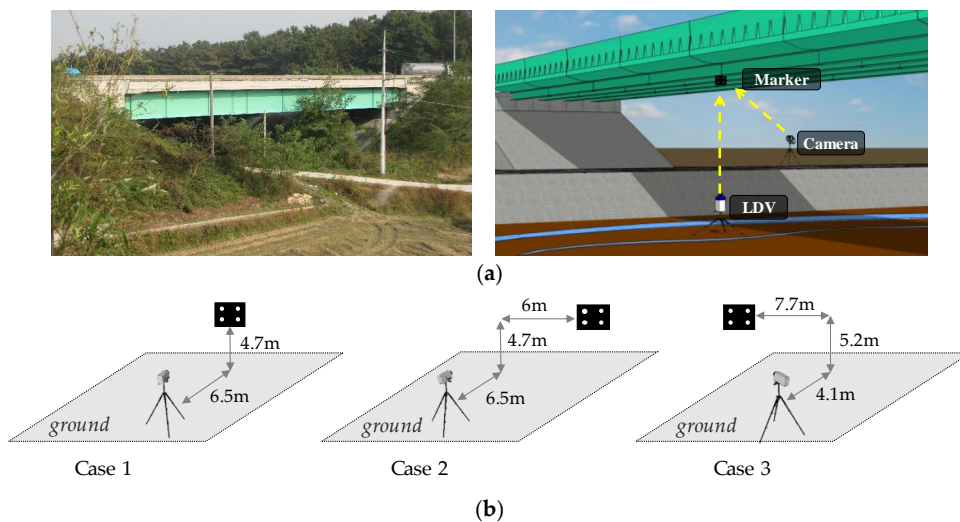 Marker
Camera
LDV
(a)
4.7m
6.5m
ground
Case 1
6m
4.7m
6.5m
ground
Case 2
7.7m
5.2m
4.1m
ground
Case 3
(b)